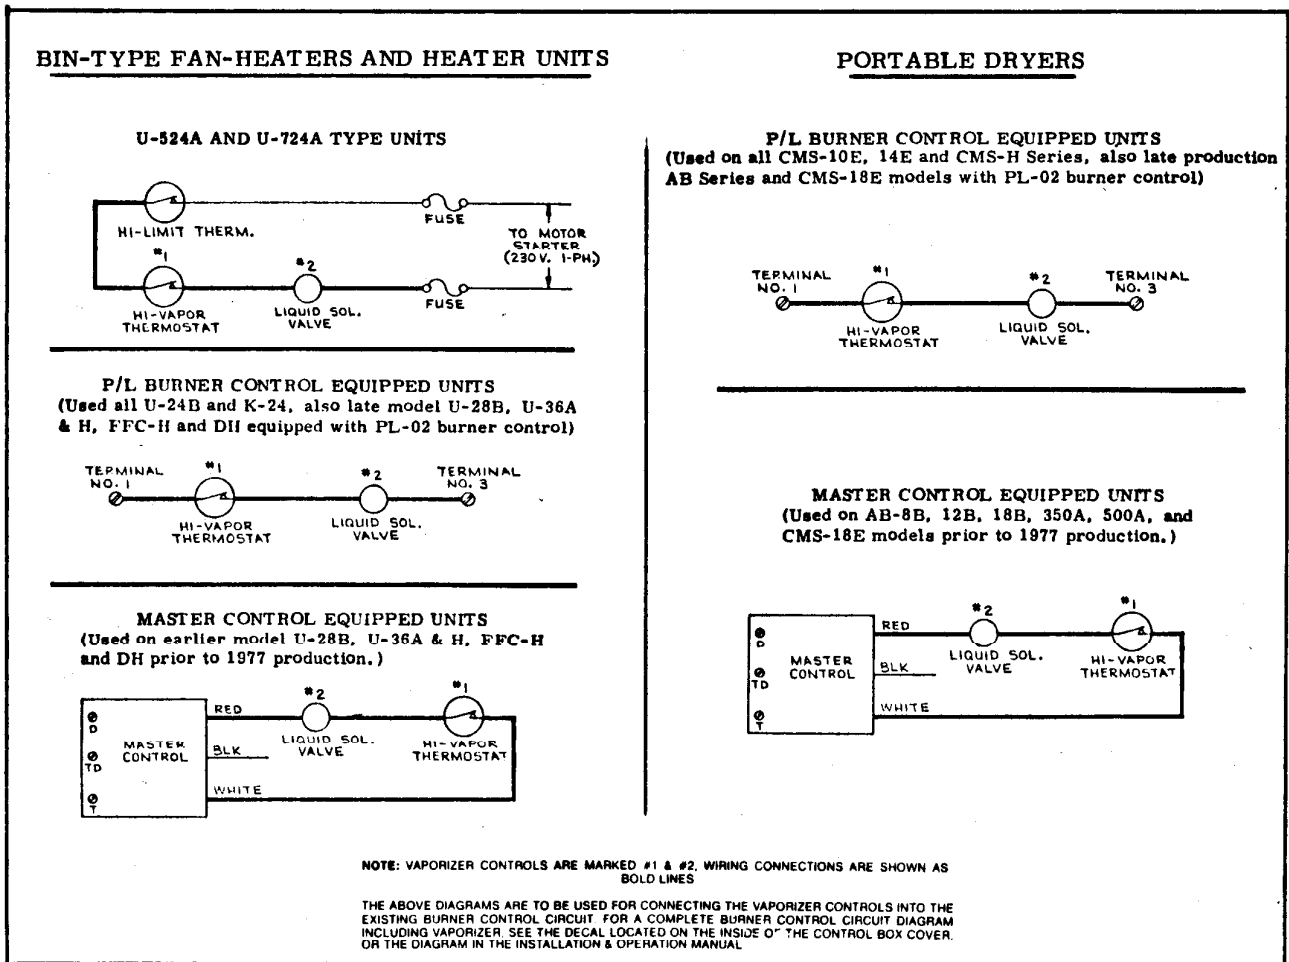 BIN-TYPE FAN-HEATERS AND HEATER UNITS
U-524A AND U-724A TYPE UNITS
HI-LIMIT THERM.
FUSE
TO MOTOR
STARTER
(230 V. 1-PH.)
#1
#2
HI-VAPOR
THERMOSTAT
LIQUID SOL.
VALVE
FUSE
P/L BURNER CONTROL EQUIPPED UNITS
(Used all U-24B and K-24, also late model U-28B, U-36A
& H, FFC-H and DH equipped with PL-02 burner control)
TERMINAL
NO. 1
#1
#2
TERMINAL
NO. 3
HI-VAPOR
THERMOSTAT
LIQUID SOL.
VALVE
MASTER CONTROL EQUIPPED UNITS
(Used on earlier model U-28B, U-36A & H, FFC-H
and DH prior to 1977 production.)
D
TD
T
MASTER
CONTROL
RED
BLK
WHITE
#2
LIQUID SOL.
VALVE
#1
HI-VAPOR
THERMOSTAT
PORTABLE DRYERS
P/L BURNER CONTROL EQUIPPED UNITS
(Used on all CMS-10E, 14E and CMS-H Series, also late production
AB Series and CMS-18E models with PL-02 burner control)
TERMINAL
NO. 1
#1
#2
TERMINAL
NO. 3
HI-VAPOR
THERMOSTAT
LIQUID SOL.
VALVE
MASTER CONTROL EQUIPPED UNITS
(Used on AB-8B, 12B, 18B, 350A, 500A, and
CMS-18E models prior to 1977 production.)
D
TD
T
MASTER
CONTROL
RED
BLK
WHITE
#2
LIQUID SOL.
VALVE
#1
HI-VAPOR
THERMOSTAT
NOTE: VAPORIZER CONTROLS ARE MARKED #1 & #2, WIRING CONNECTIONS ARE SHOWN AS
BOLD LINES
THE ABOVE DIAGRAMS ARE TO BE USED FOR CONNECTING THE VAPORIZER CONTROLS INTO THE
EXISTING BURNER CONTROL CIRCUIT. FOR A COMPLETE BURNER CONTROL CIRCUIT DIAGRAM
INCLUDING VAPORIZER, SEE THE DECAL LOCATED ON THE INSIDE OF THE CONTROL BOX COVER,
OR THE DIAGRAM IN THE INSTALLATION & OPERATION MANUAL